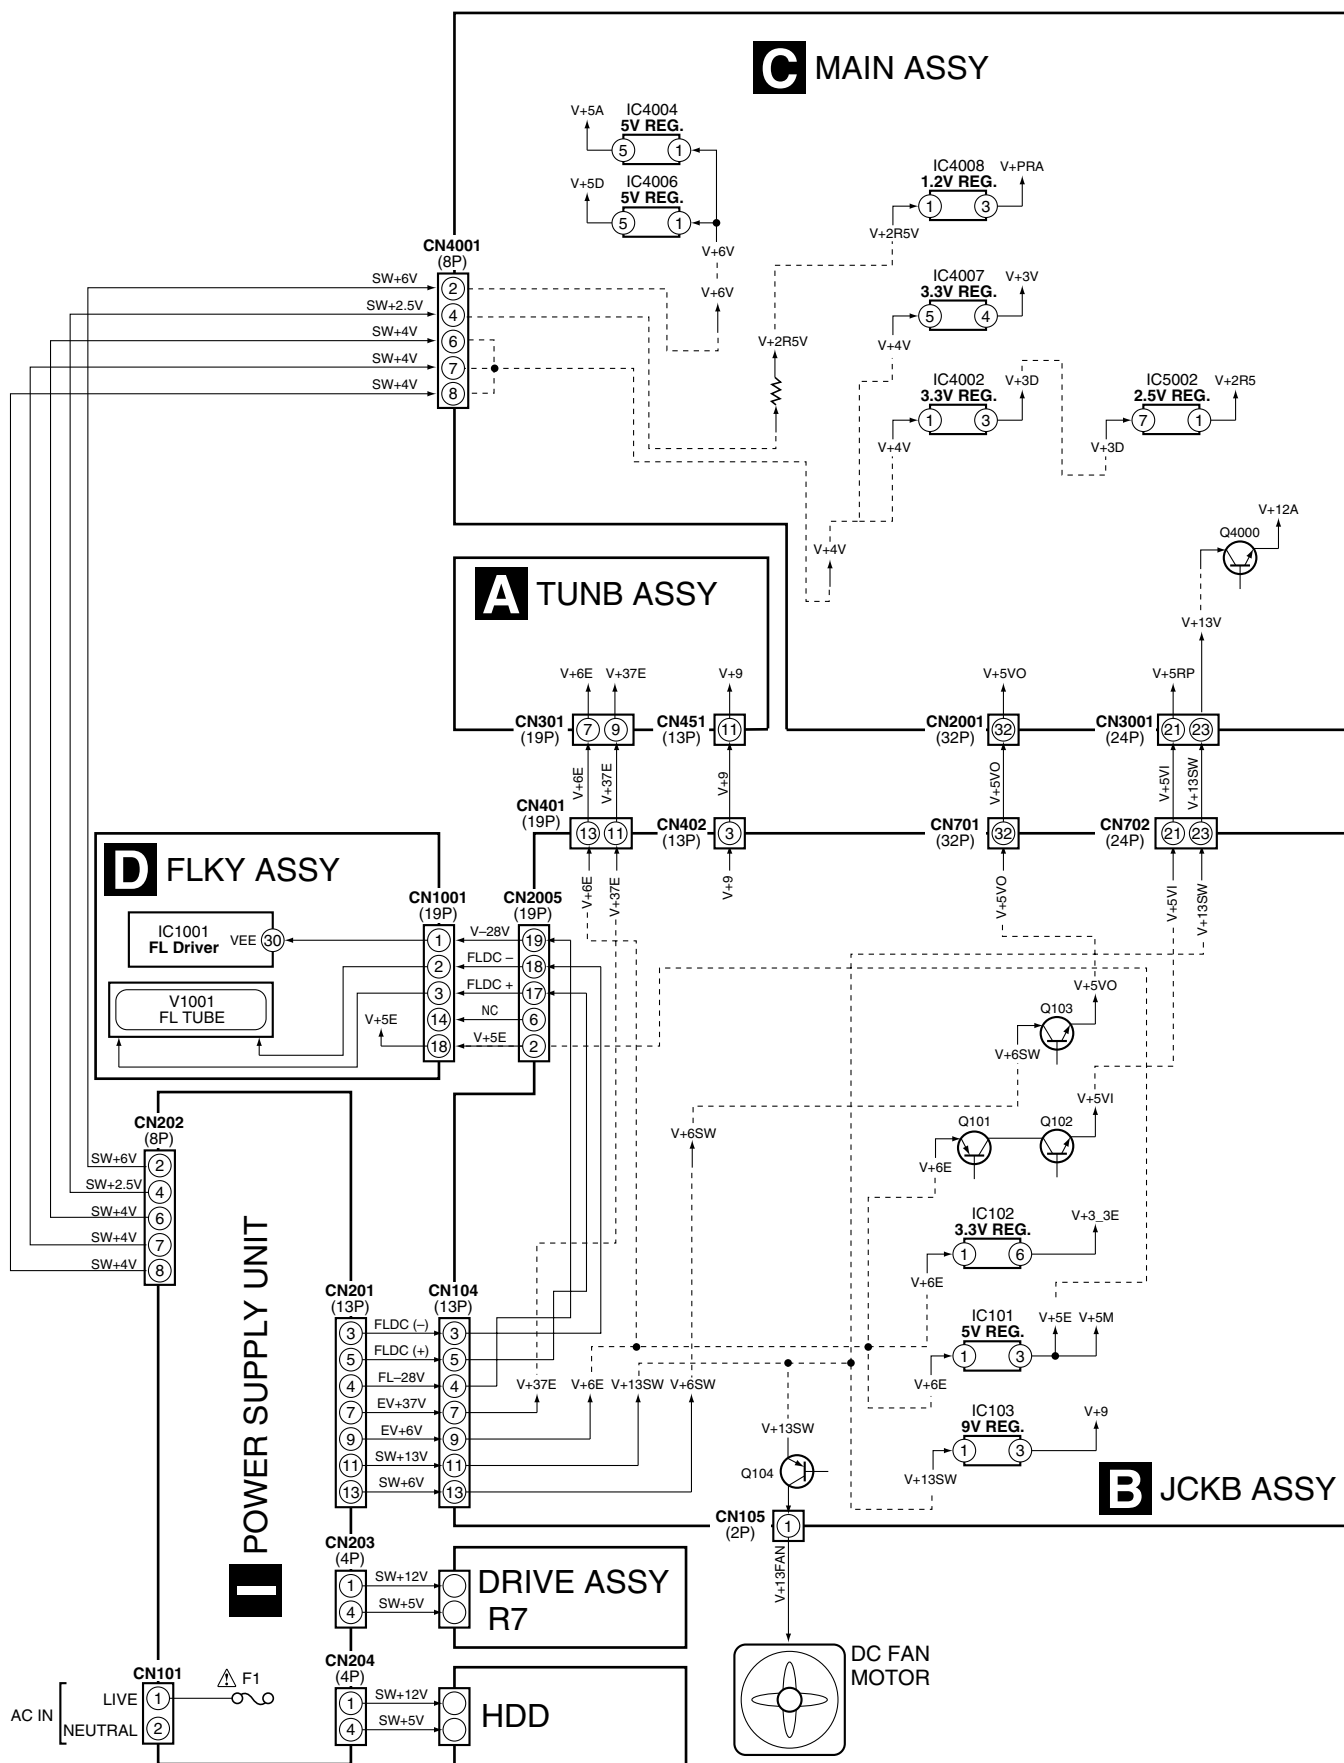 C MAIN ASSY
IC4004
5V REG.
V+5A
5 1
IC4006
5V REG.
V+5D
5 1
V+6V
V+6V
IC4008
1.2V REG.
V+PRA
1 3
V+2R5V
IC4007
3.3V REG.
V+3V
5 4
V+4V
V+2R5V
IC4002
3.3V REG.
V+3D
1 3
V+4V
IC5002
2.5V REG.
V+2R5
7 1
V+3D
V+4V
Q4000
V+12A
V+13V
CN4001
(8P)
SW+6V 2
SW+2.5V 4
SW+4V 6
SW+4V 7
SW+4V 8
A TUNB ASSY
V+6E V+37E V+9
CN301
(19P)
7 9
CN451
(13P)
11
V+5VO
CN2001
(32P)
32
V+5RP
CN3001
(24P)
21 23
V+6E
V+37E
V+9
V+5VO
V+5VI
V+13SW
CN401
(19P)
13 11
CN402
(13P)
3
CN701
(32P)
32
CN702
(24P)
21 23
V+6E
V+37E
V+9
V+5VO
V+5VI
V+13SW
D FLKY ASSY
IC1001
FL Driver
VEE 30
V1001
FL TUBE
V+5E
CN1001
(19P)
CN2005
(19P)
1 V–28V 19
2 FLDC – 18
3 FLDC + 17
14 NC 6
18 V+5E 2
Q103
V+5VO
V+6SW
Q101
Q102
V+5VI
V+6E
V+6SW
IC102
3.3V REG.
V+3_3E
1 6
V+6E
IC101
5V REG.
V+5E V+5M
1 3
V+6E
IC103
9V REG.
V+9
1 3
V+13SW
CN202
(8P)
SW+6V 2
SW+2.5V 4
SW+4V 6
SW+4V 7
SW+4V 8
I POWER SUPPLY UNIT
CN201
(13P)
CN104
(13P)
3 FLDC (–) 3
5 FLDC (+) 5
4 FL–28V 4
7 EV+37V 7
9 EV+6V 9
11 SW+13V 11
13 SW+6V 13
V+37E V+6E V+13SW V+6SW
V+13SW
Q104
B JCKB ASSY
CN105
(2P)
1
V+13FAN
DC FAN
MOTOR
CN203
(4P)
1 SW+12V
4 SW+5V
DRIVE ASSY
R7
CN204
(4P)
1 SW+12V
4 SW+5V
HDD
CN101
AC IN
LIVE 1
NEUTRAL 2
F1